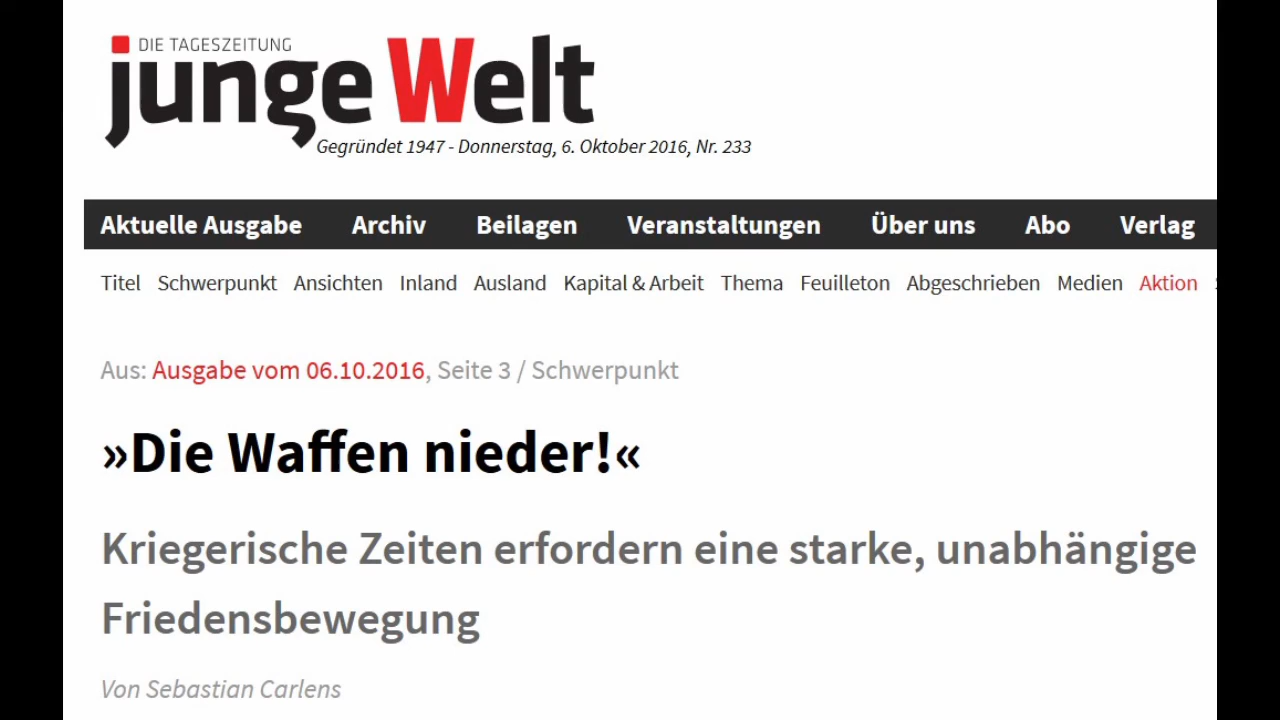 DIE TAGESZEITUNG
junge Welt
Gegründet 1947 - Donnerstag, 6. Oktober 2016, Nr. 233
Aktuelle Ausgabe Archiv Beilagen Veranstaltungen Über uns Abo Verlag
Titel Schwerpunkt Ansichten Inland Ausland Kapital & Arbeit Thema Feuilleton Abgeschrieben Medien Aktion
Aus: Ausgabe vom 06.10.2016, Seite 3 / Schwerpunkt
»Die Waffen nieder!«
Kriegerische Zeiten erfordern eine starke, unabhängige
Friedensbewegung
Von Sebastian Carlens